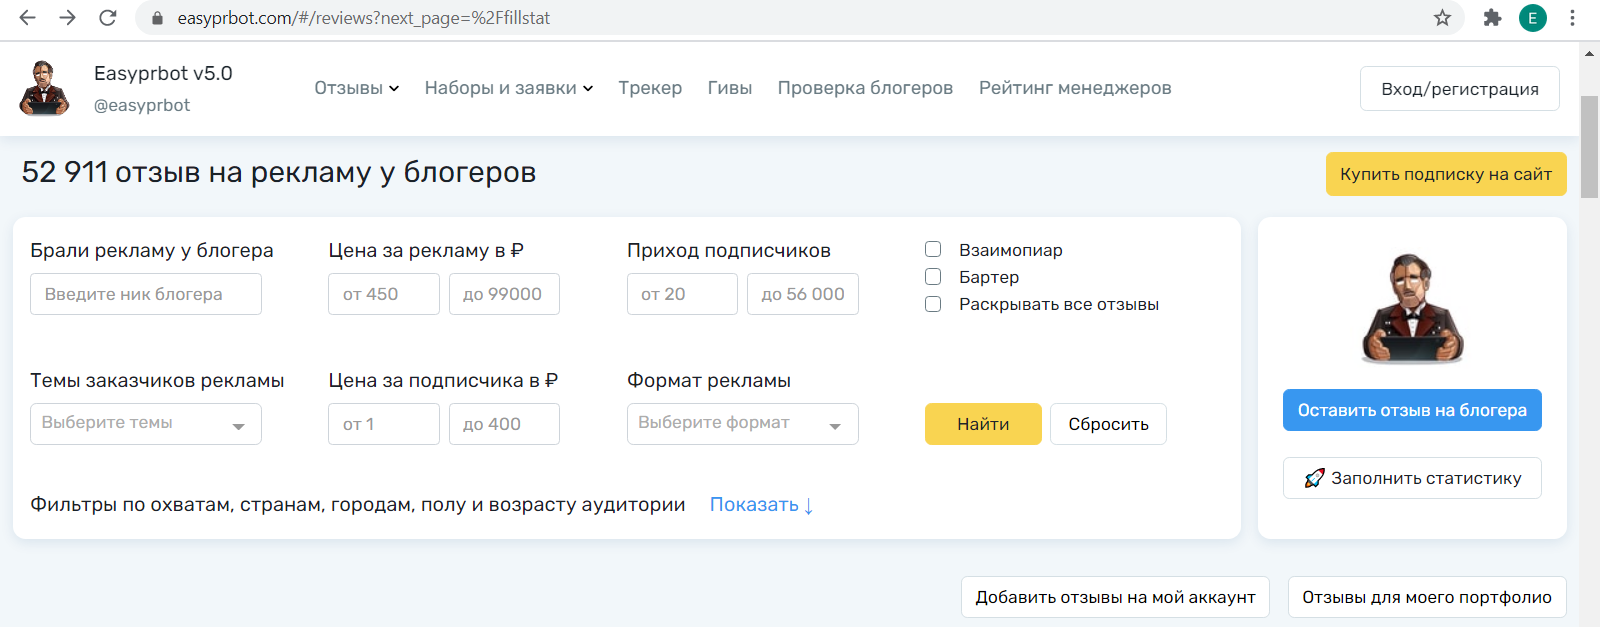 easyprbot.com/#/reviews?next_page=%2Ffillstat
E
Easyprbot v5.0
@easyprbot
Отзывы
Наборы и заявки
Трекер
Гивы
Проверка блогеров
Рейтинг менеджеров
Вход/регистрация
52 911 отзыв на рекламу у блогеров
Купить подписку на сайт
Брали рекламу у блогера
Введите ник блогера
Цена за рекламу в ₽
от 450
до 99000
Приход подписчиков
от 20
до 56 000
Взаимопиар
Бартер
Раскрывать все отзывы
Темы заказчиков рекламы
Выберите темы
Цена за подписчика в ₽
от 1
до 400
Формат рекламы
Выберите формат
Найти
Сбросить
Фильтры по охватам, странам, городам, полу и возрасту аудитории
Показать ↓
Оставить отзыв на блогера
🚀 Заполнить статистику
Добавить отзывы на мой аккаунт
Отзывы для моего портфолио